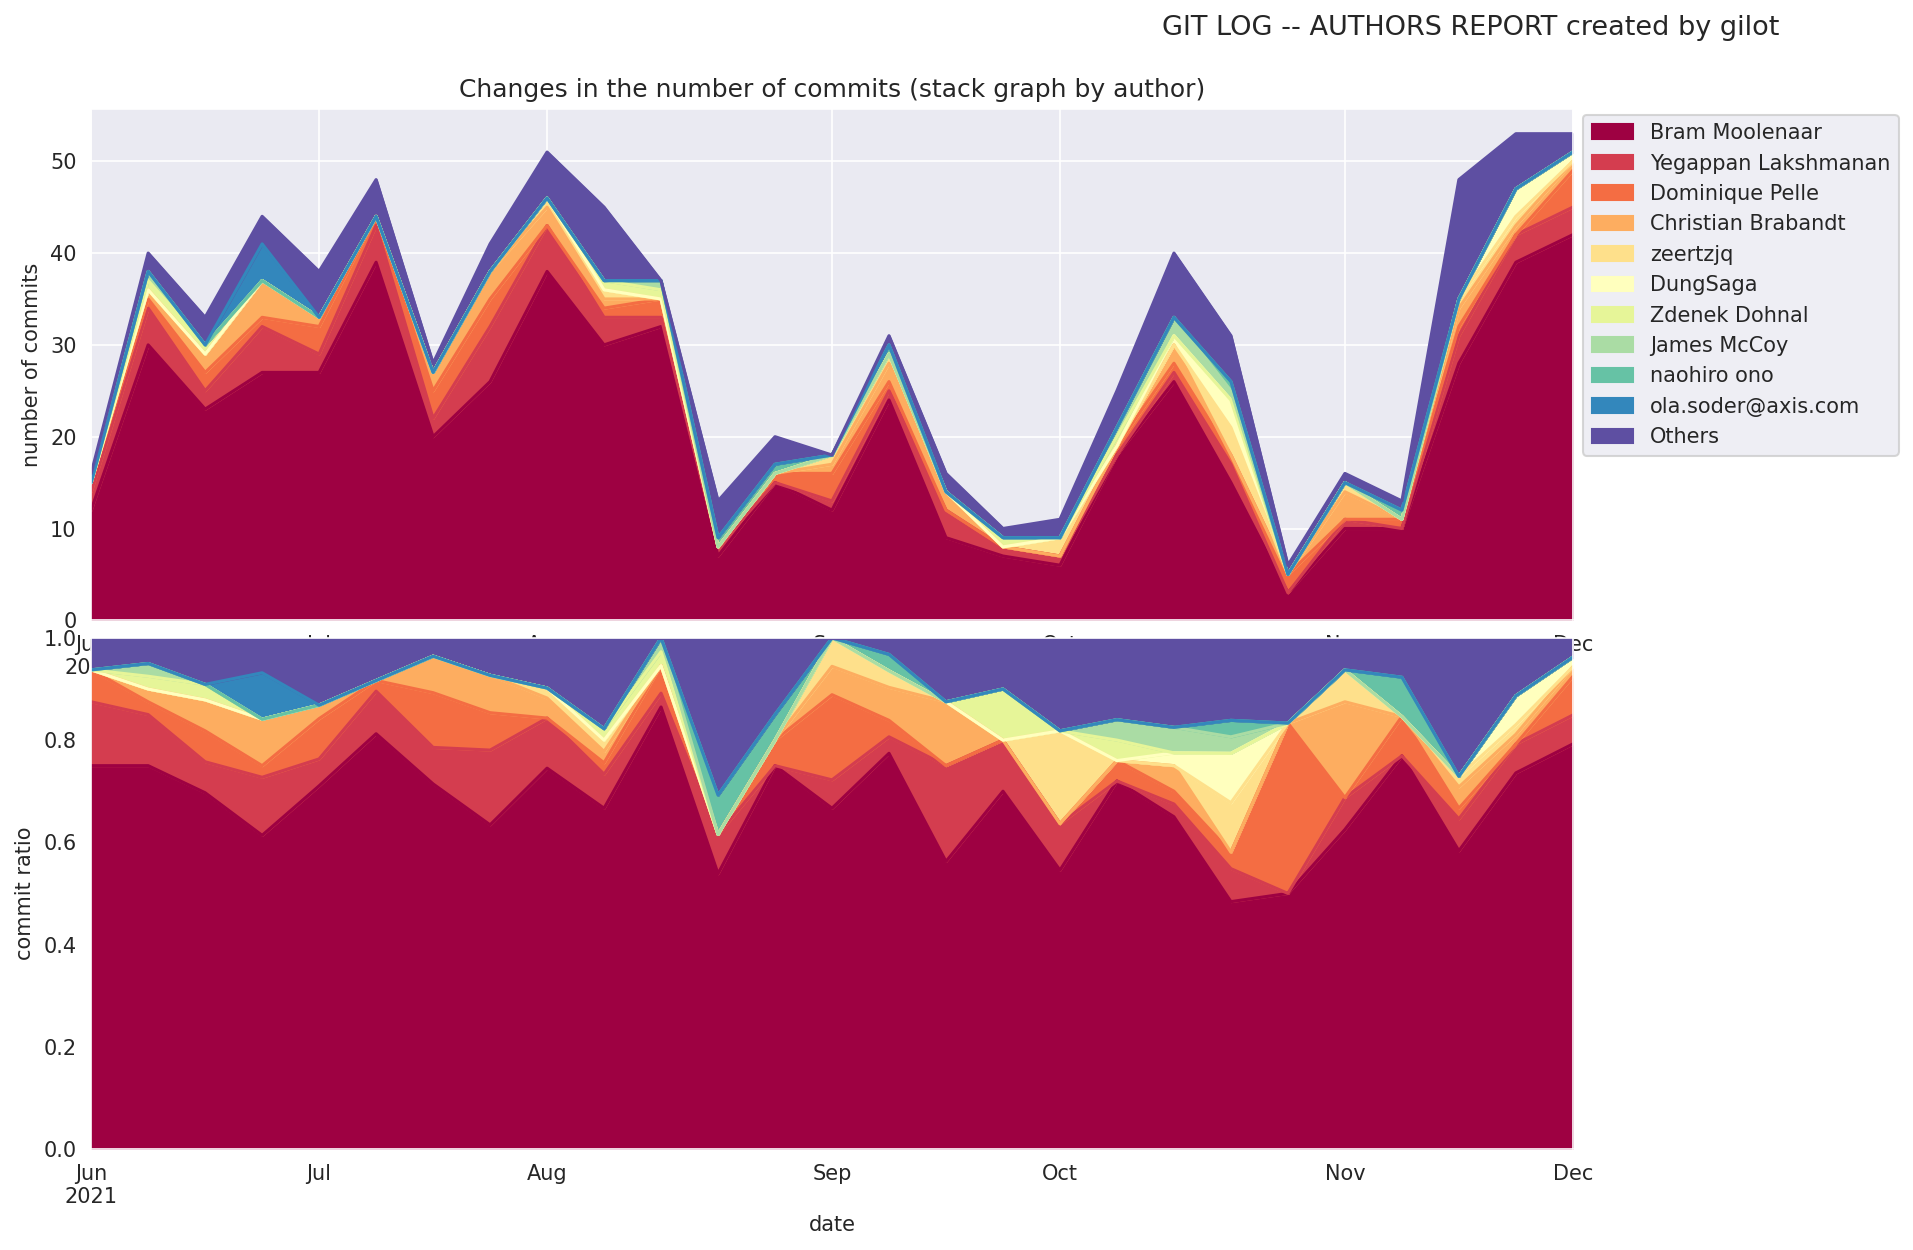 GIT LOG -- AUTHORS REPORT created by gilot
Changes in the number of commits (stack graph by author)
number of commits
50
40
30
20
10
0
Bram Moolenaar
Yegappan Lakshmanan
Dominique Pelle
Christian Brabandt
zeertzjq
DungSaga
Zdenek Dohnal
James McCoy
naohiro ono
ola.soder@axis.com
Others
commit ratio
1.0
0.8
0.6
0.4
0.2
0.0
Jun Jul Aug Sep Oct Nov Dec
2021
date